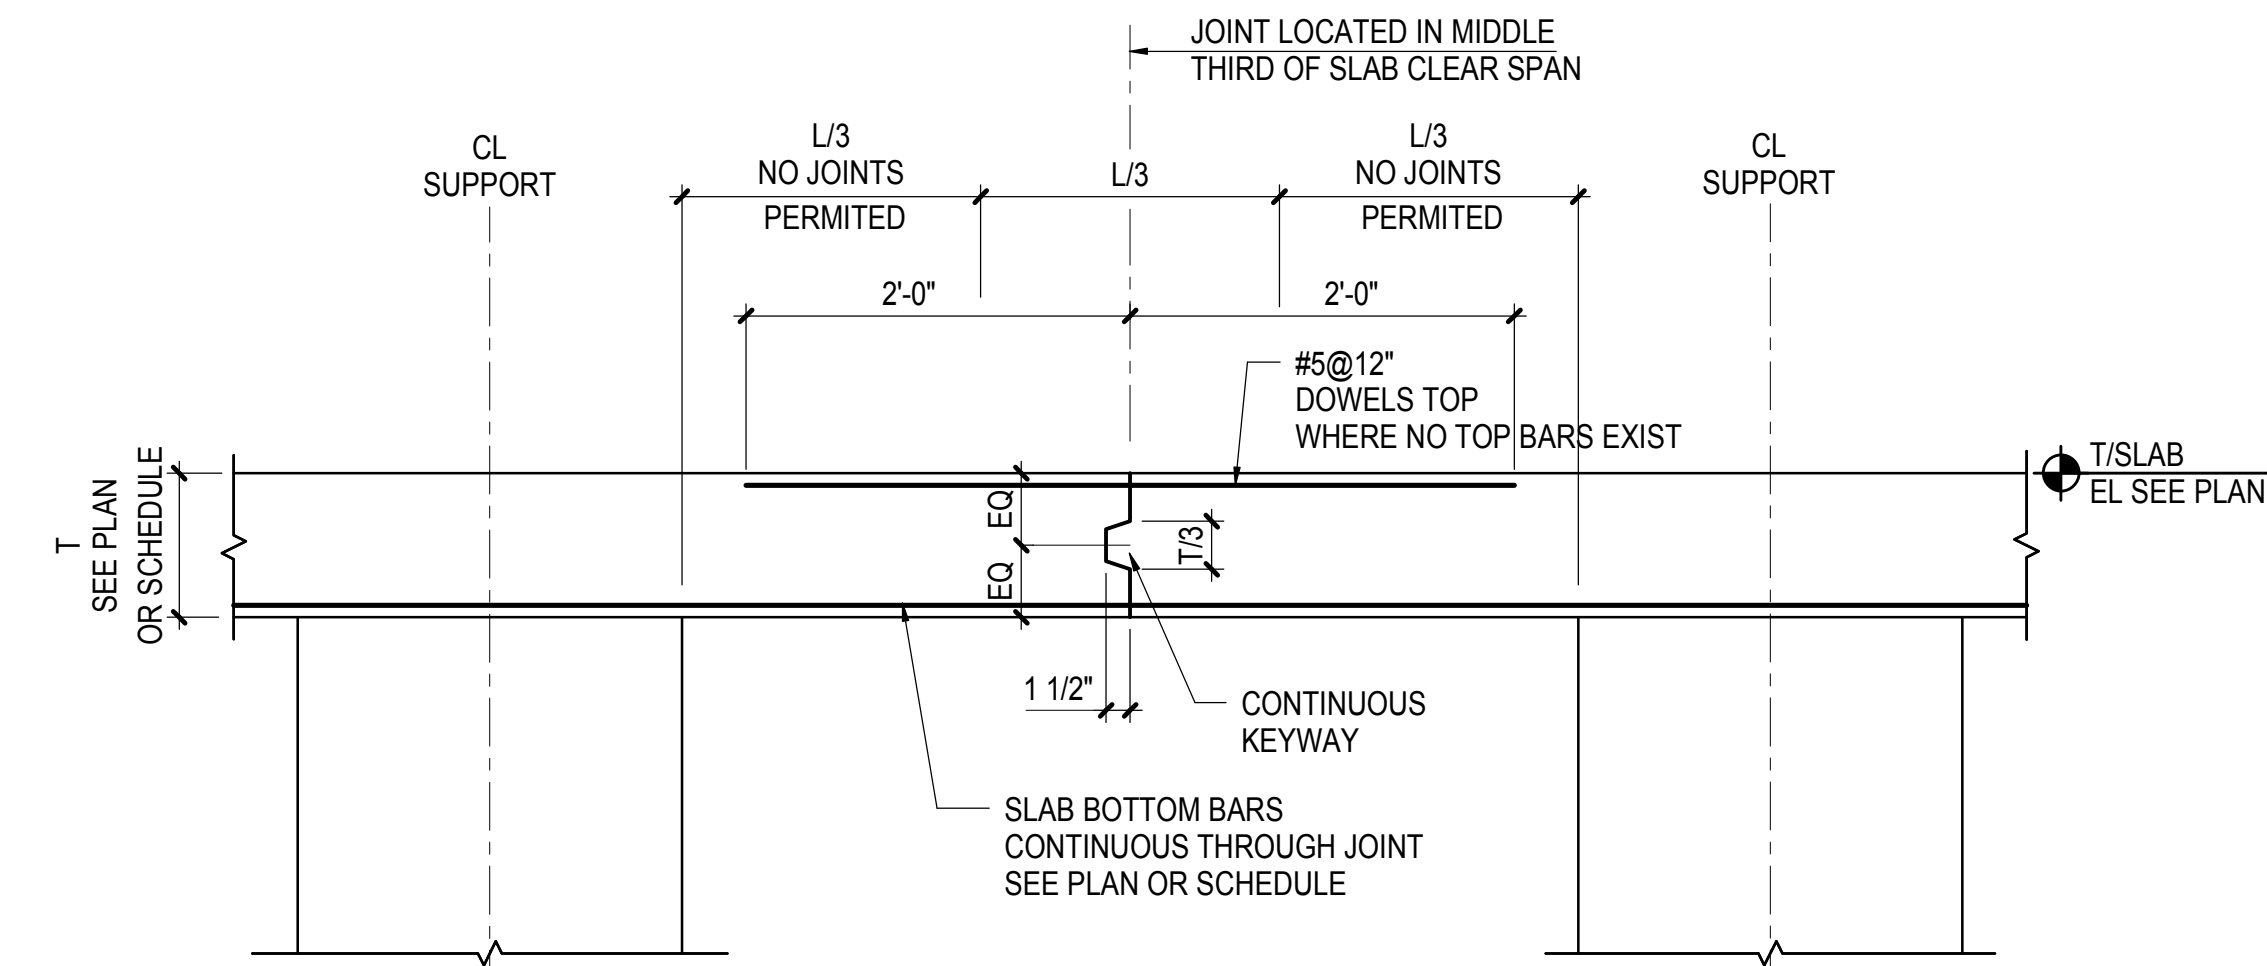 JOINT LOCATED IN MIDDLE
THIRD OF SLAB CLEAR SPAN
CL
SUPPORT
L/3
NO JOINTS
PERMITED
L/3
L/3
NO JOINTS
PERMITED
CL
SUPPORT
2'-0"
2'-0"
#5@12"
DOWELS TOP
WHERE NO TOP BARS EXIST
T
SEE PLAN
OR SCHEDULE
EQ
EQ
T/3
T/SLAB
EL SEE PLAN
1 1/2"
CONTINUOUS
KEYWAY
SLAB BOTTOM BARS
CONTINUOUS THROUGH JOINT
SEE PLAN OR SCHEDULE